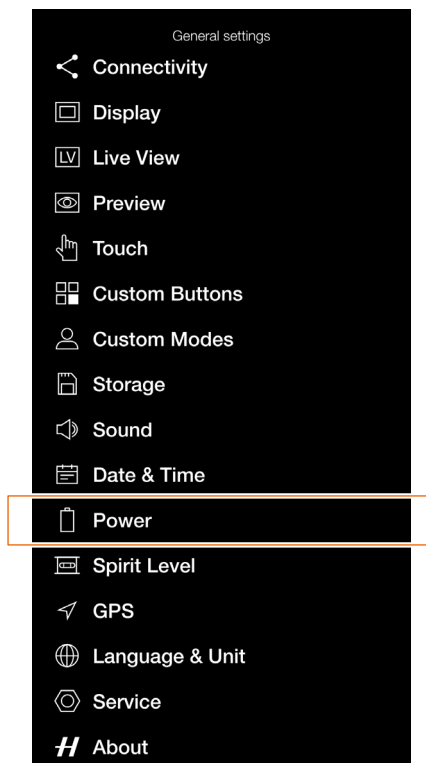 General settings
Connectivity
Display
LV Live View
Preview
Touch
Custom Buttons
Custom Modes
Storage
Sound
Date & Time
Power
Spirit Level
GPS
Language & Unit
Service
H About